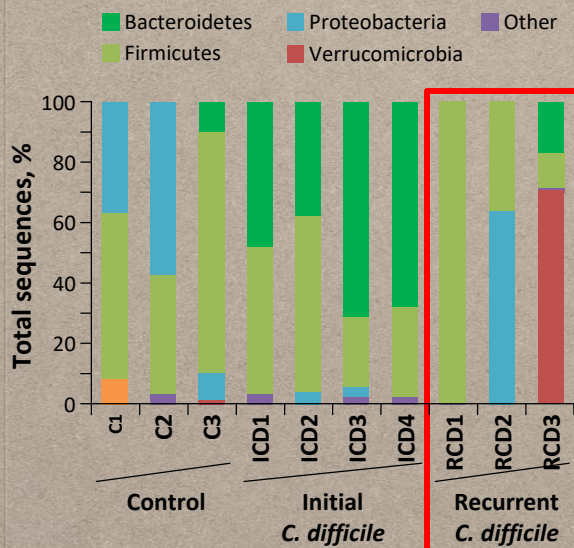 Bacteroidetes Proteobacteria Other
Firmicutes Verrucomicrobia
Total sequences, %
100
80
60
40
20
0
C1 C2 C3 ICD1 ICD2 ICD3 ICD4 RCD1 RCD2 RCD3
Control Initial Recurrent
C. difficile C. difficile